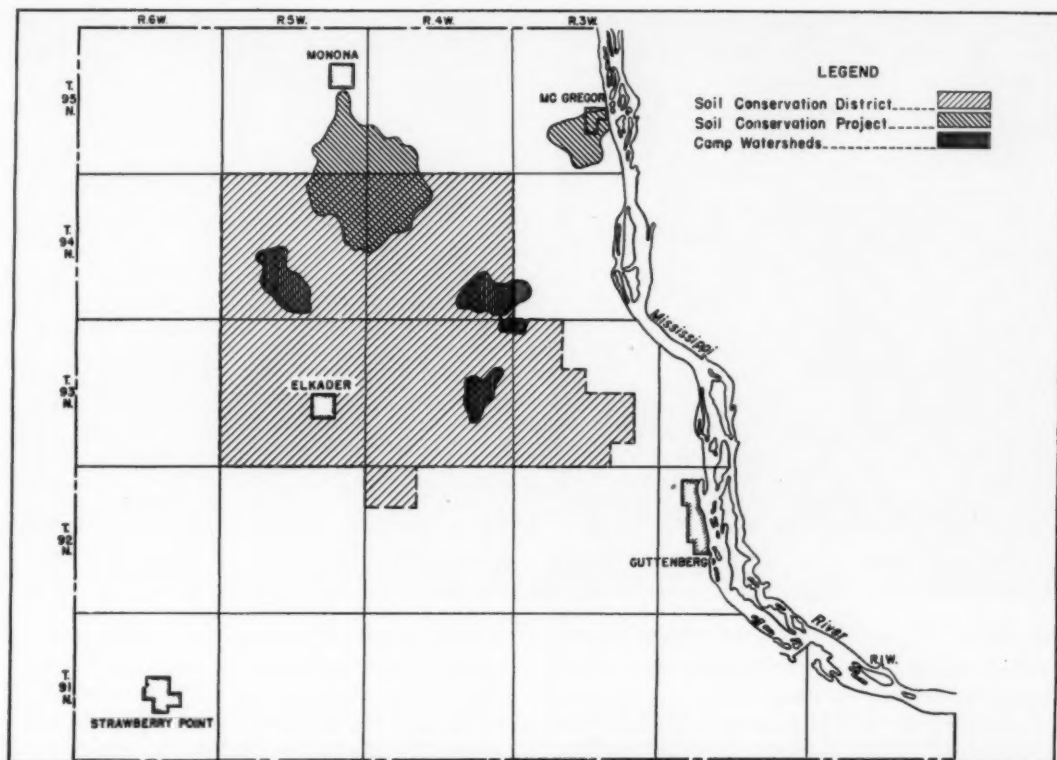 R.6W. R.5W. R.4W. R.3W.
MONONA
T. 95 N.
MC GREGOR
LEGEND
Soil Conservation District
Soil Conservation Project
Camp Watersheds
T. 94 N.
Mississippi
T. 93 N.
ELKADER
T. 92 N.
GUTTENBERG
River
R.I.W.
T. 91 N.
STRAWBERRY POINT